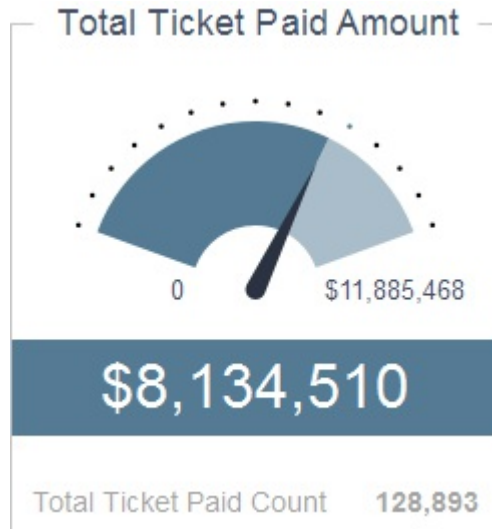 Total Ticket Paid Amount
0 $11,885,468
$8,134,510
Total Ticket Paid Count 128,893